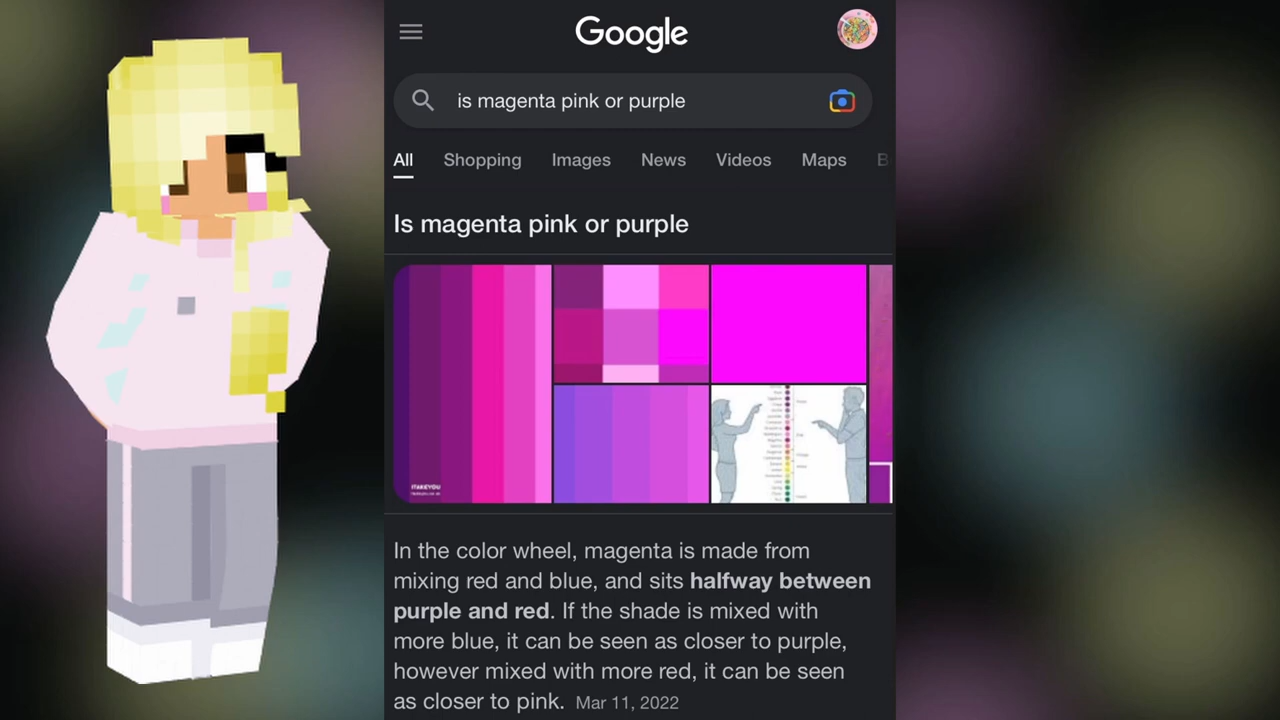 Google
is magenta pink or purple
All Shopping Images News Videos Maps B
Is magenta pink or purple
ITAKEYOU
In the color wheel, magenta is made from
mixing red and blue, and sits halfway between
purple and red. If the shade is mixed with
more blue, it can be seen as closer to purple,
however mixed with more red, it can be seen
as closer to pink. Mar 11, 2022